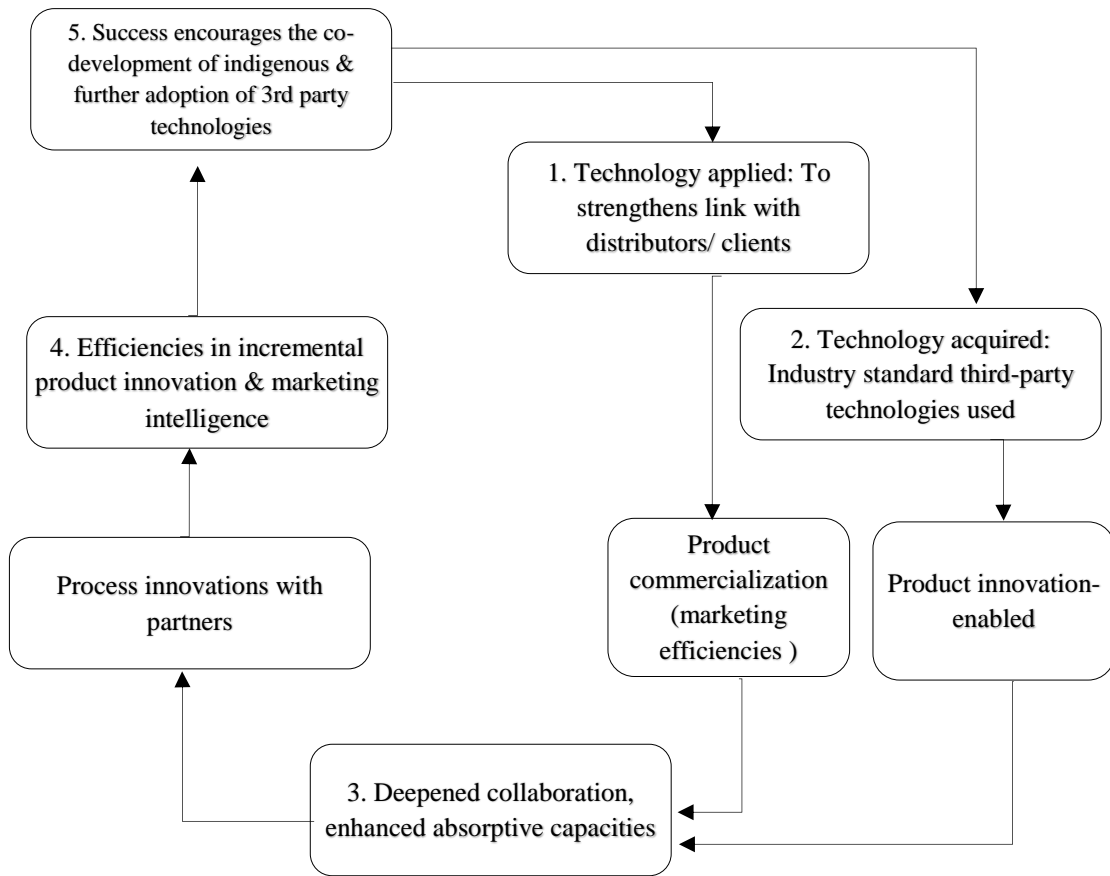 5. Success encourages the co-
development of indigenous &
further adoption of 3rd party
technologies
1. Technology applied: To
strengthens link with
distributors/ clients
2. Technology acquired:
Industry standard third-party
technologies used
4. Efficiencies in incremental
product innovation & marketing
intelligence
Product
commercialization
(marketing
efficiencies )
Product innovation-
enabled
Process innovations with
partners
3. Deepened collaboration,
enhanced absorptive capacities